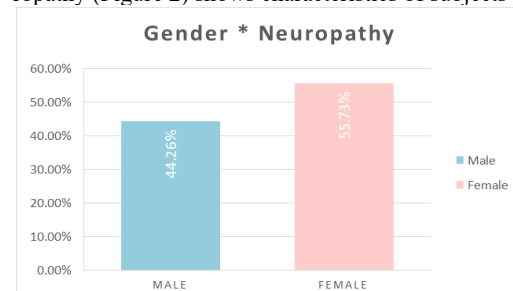 opathy (Figure 2) shows characteristics of subjects
Gender * Neuropathy
60.00%
50.00%
40.00%
30.00%
20.00%
10.00%
0.00%
44.26%
55.73%
MALE
FEMALE
Male
Female